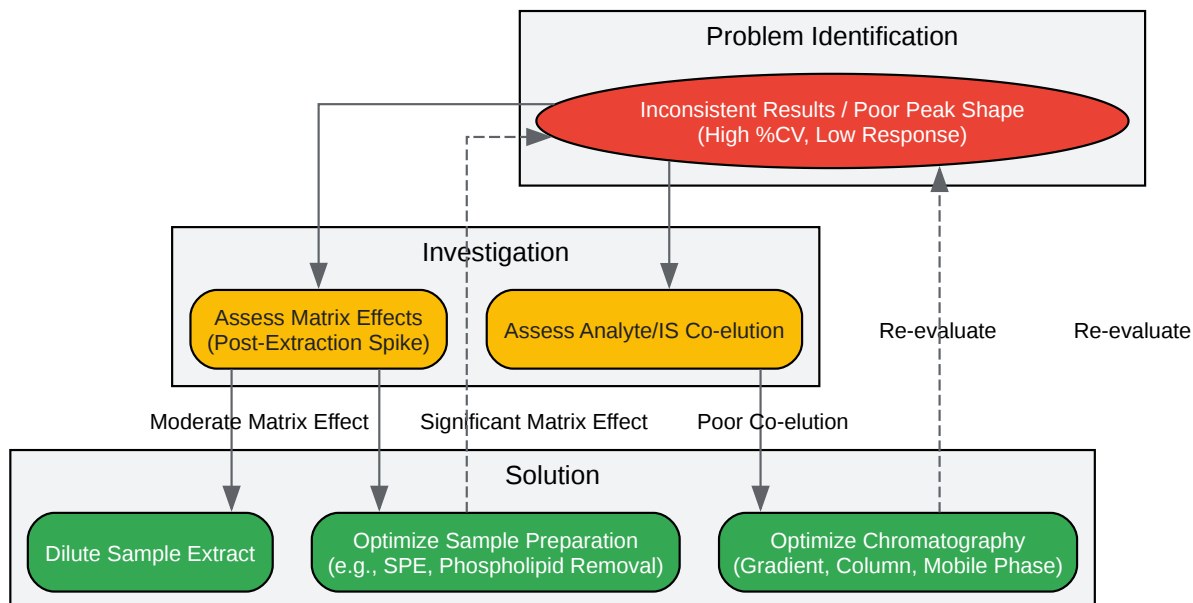 Problem Identification
Inconsistent Results / Poor Peak Shape
(High %CV, Low Response)
Investigation
Assess Matrix Effects
(Post-Extraction Spike)
Assess Analyte/IS Co-elution
Re-evaluate
Re-evaluate
Moderate Matrix Effect
Significant Matrix Effect
Poor Co-elution
Solution
Dilute Sample Extract
Optimize Sample Preparation
(e.g., SPE, Phospholipid Removal)
Optimize Chromatography
(Gradient, Column, Mobile Phase)